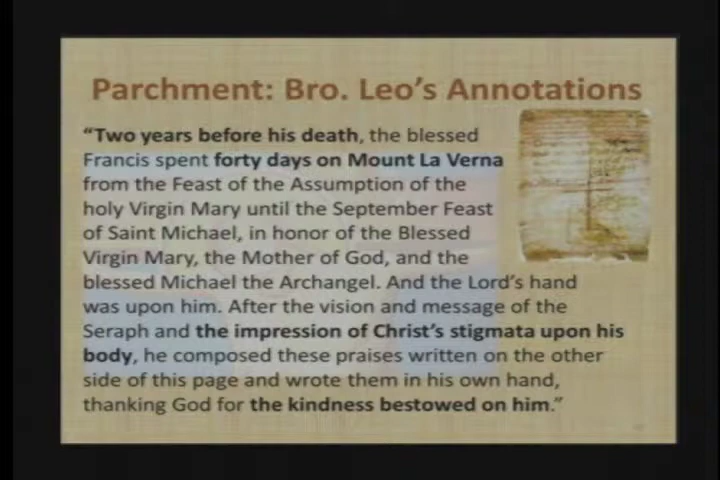 Parchment: Bro. Leo's Annotations
“Two years before his death, the blessed
Francis spent forty days on Mount La Verna
from the Feast of the Assumption of the
holy Virgin Mary until the September Feast
of Saint Michael, in honor of the Blessed
Virgin Mary, the Mother of God, and the
blessed Michael the Archangel. And the Lord's hand
was upon him. After the vision and message of the
Seraph and the impression of Christ's stigmata upon his
body, he composed these praises written on the other
side of this page and wrote them in his own hand,
thanking God for the kindness bestowed on him.”